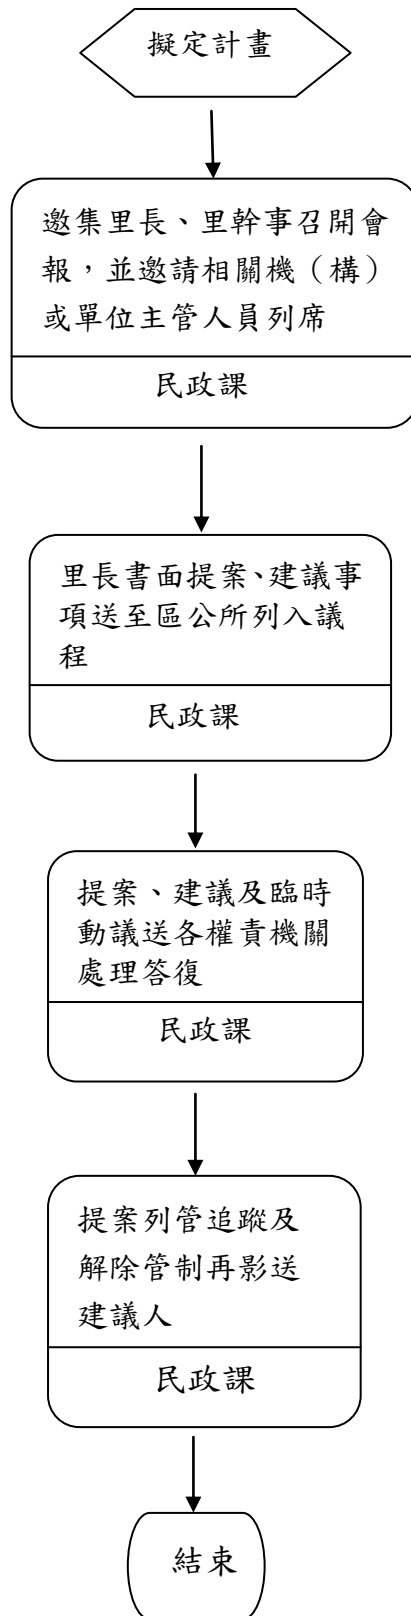 擬定計畫
邀集里長、里幹事召開會
報，並邀請相關機（構）
或單位主管人員列席
民政課
里長書面提案、建議事
項送至區公所列入議
程
民政課
提案、建議及臨時
動議送各權責機關
處理答復
民政課
提案列管追蹤及
解除管制再影送
建議人
民政課
結束